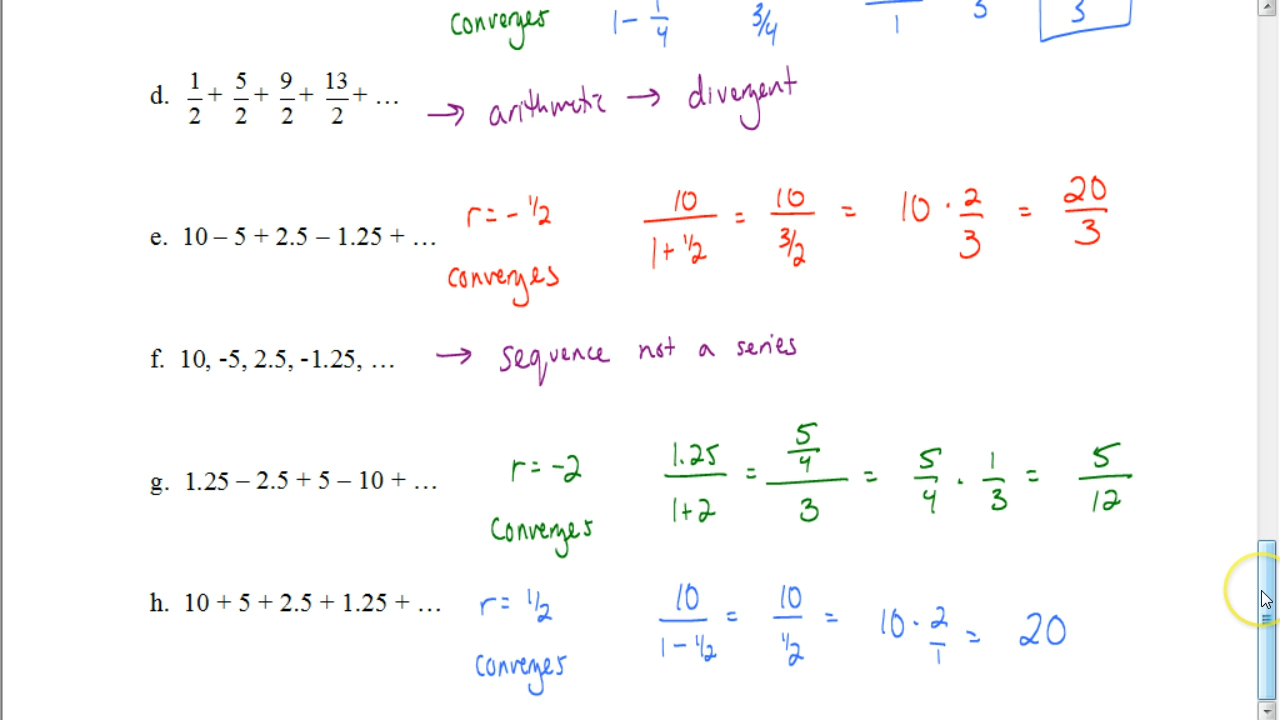 converges 1 - 1/4 3/4 1 3 3
d. 1/2 + 5/2 + 9/2 + 13/2 + … → arithmetic → divergent
e. 10 – 5 + 2.5 – 1.25 + … r = - 1/2 10/(1 + 1/2) = 10/(3/2) = 10 · 2/3 = 20/3
converges
f. 10, -5, 2.5, -1.25, … → sequence not a series
g. 1.25 – 2.5 + 5 – 10 + … r = -2 1.25/(1+2) = (5/4)/3 = 5/4 · 1/3 = 5/12
converges
h. 10 + 5 + 2.5 + 1.25 + … r = 1/2 10/(1 - 1/2) = 10/(1/2) = 10 · 2/1 = 20
converges